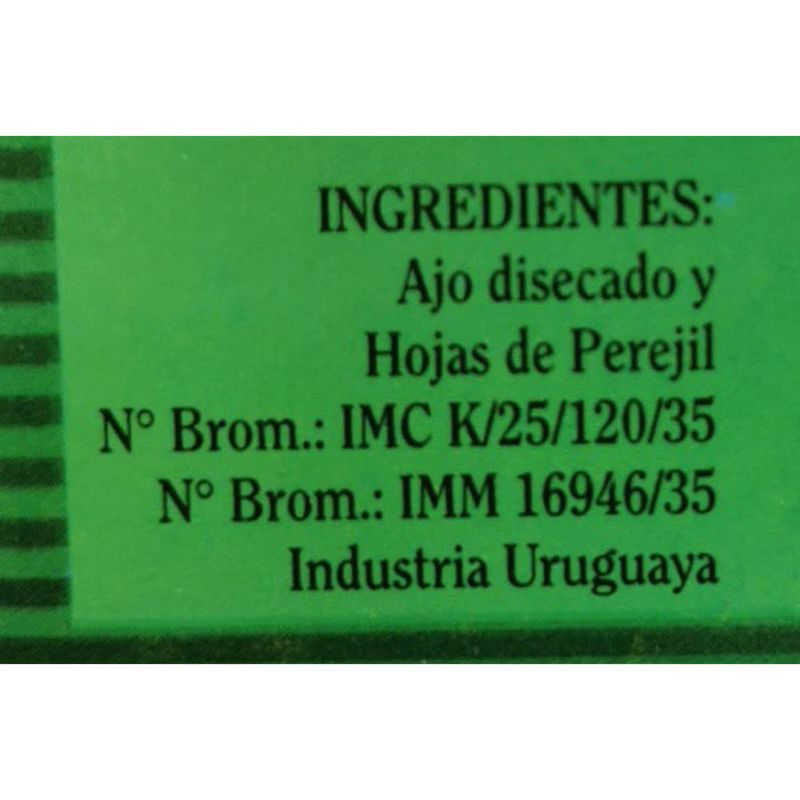 INGREDIENTES:
Ajo disecado y
Hojas de Perejil
N° Brom.: IMC K/25/120/35
N° Brom.: IMM 16946/35
Industria Uruguaya